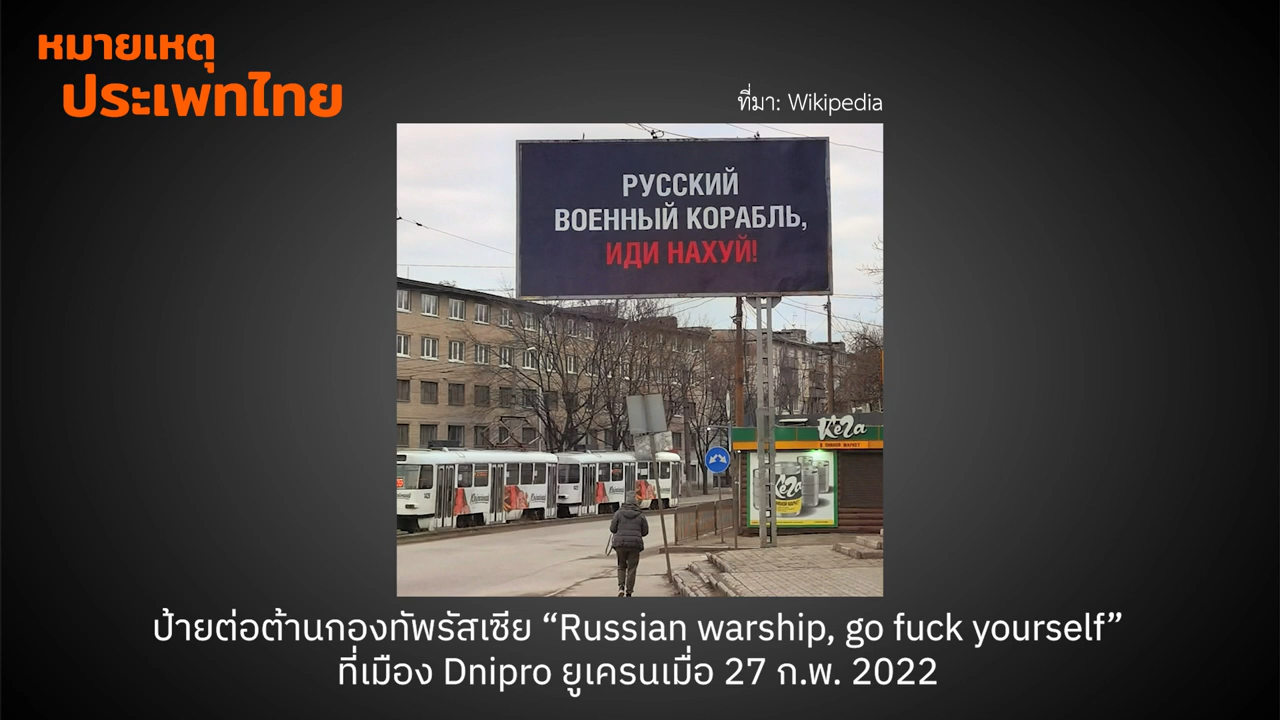 หมายเหตุ
ประเพทไทย
ที่มา: Wikipedia
РУССКИЙ
ВОЕННЫЙ КОРАБЛЬ,
ИДИ НАХУЙ!
КеГа
ป้ายต่อต้านกองทัพรัสเซีย “Russian warship, go fuck yourself”
ที่เมือง Dnipro ยูเครนเมื่อ 27 ก.พ. 2022